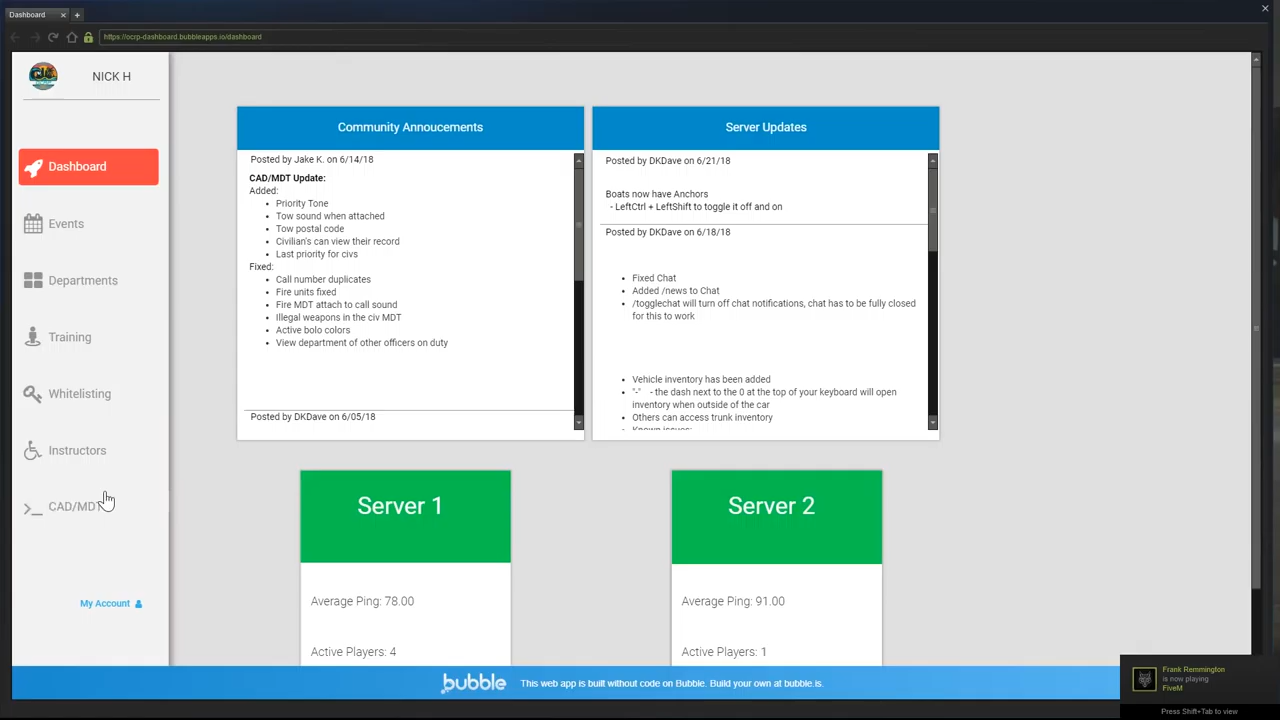 Dashboard
https://ocrp-dashboard.bubbleapps.io/dashboard
NICK H
Dashboard
Events
Departments
Training
Whitelisting
Instructors
CAD/MDT
My Account
Community Annoucements
Posted by Jake K. on 6/14/18
CAD/MDT Update:
Added:
Priority Tone
Tow sound when attached
Tow postal code
Civilian's can view their record
Last priority for civs
Fixed:
Call number duplicates
Fire units fixed
Fire MDT attach to call sound
Illegal weapons in the civ MDT
Active bolo colors
View department of other officers on duty
Posted by DKDave on 6/05/18
Server Updates
Posted by DKDave on 6/21/18
Boats now have Anchors
- LeftCtrl + LeftShift to toggle it off and on
Posted by DKDave on 6/18/18
Fixed Chat
Added /news to Chat
/togglechat will turn off chat notifications, chat has to be fully closed
for this to work
Vehicle inventory has been added
"-" - the dash next to the 0 at the top of your keyboard will open
inventory when outside of the car
Others can access trunk inventory
Known issues:
Server 1
Average Ping: 78.00
Active Players: 4
Server 2
Average Ping: 91.00
Active Players: 1
bubble
This web app is built without code on Bubble. Build your own at bubble.is.
Frank Remmington
is now playing
FiveM
Press Shift+Tab to view